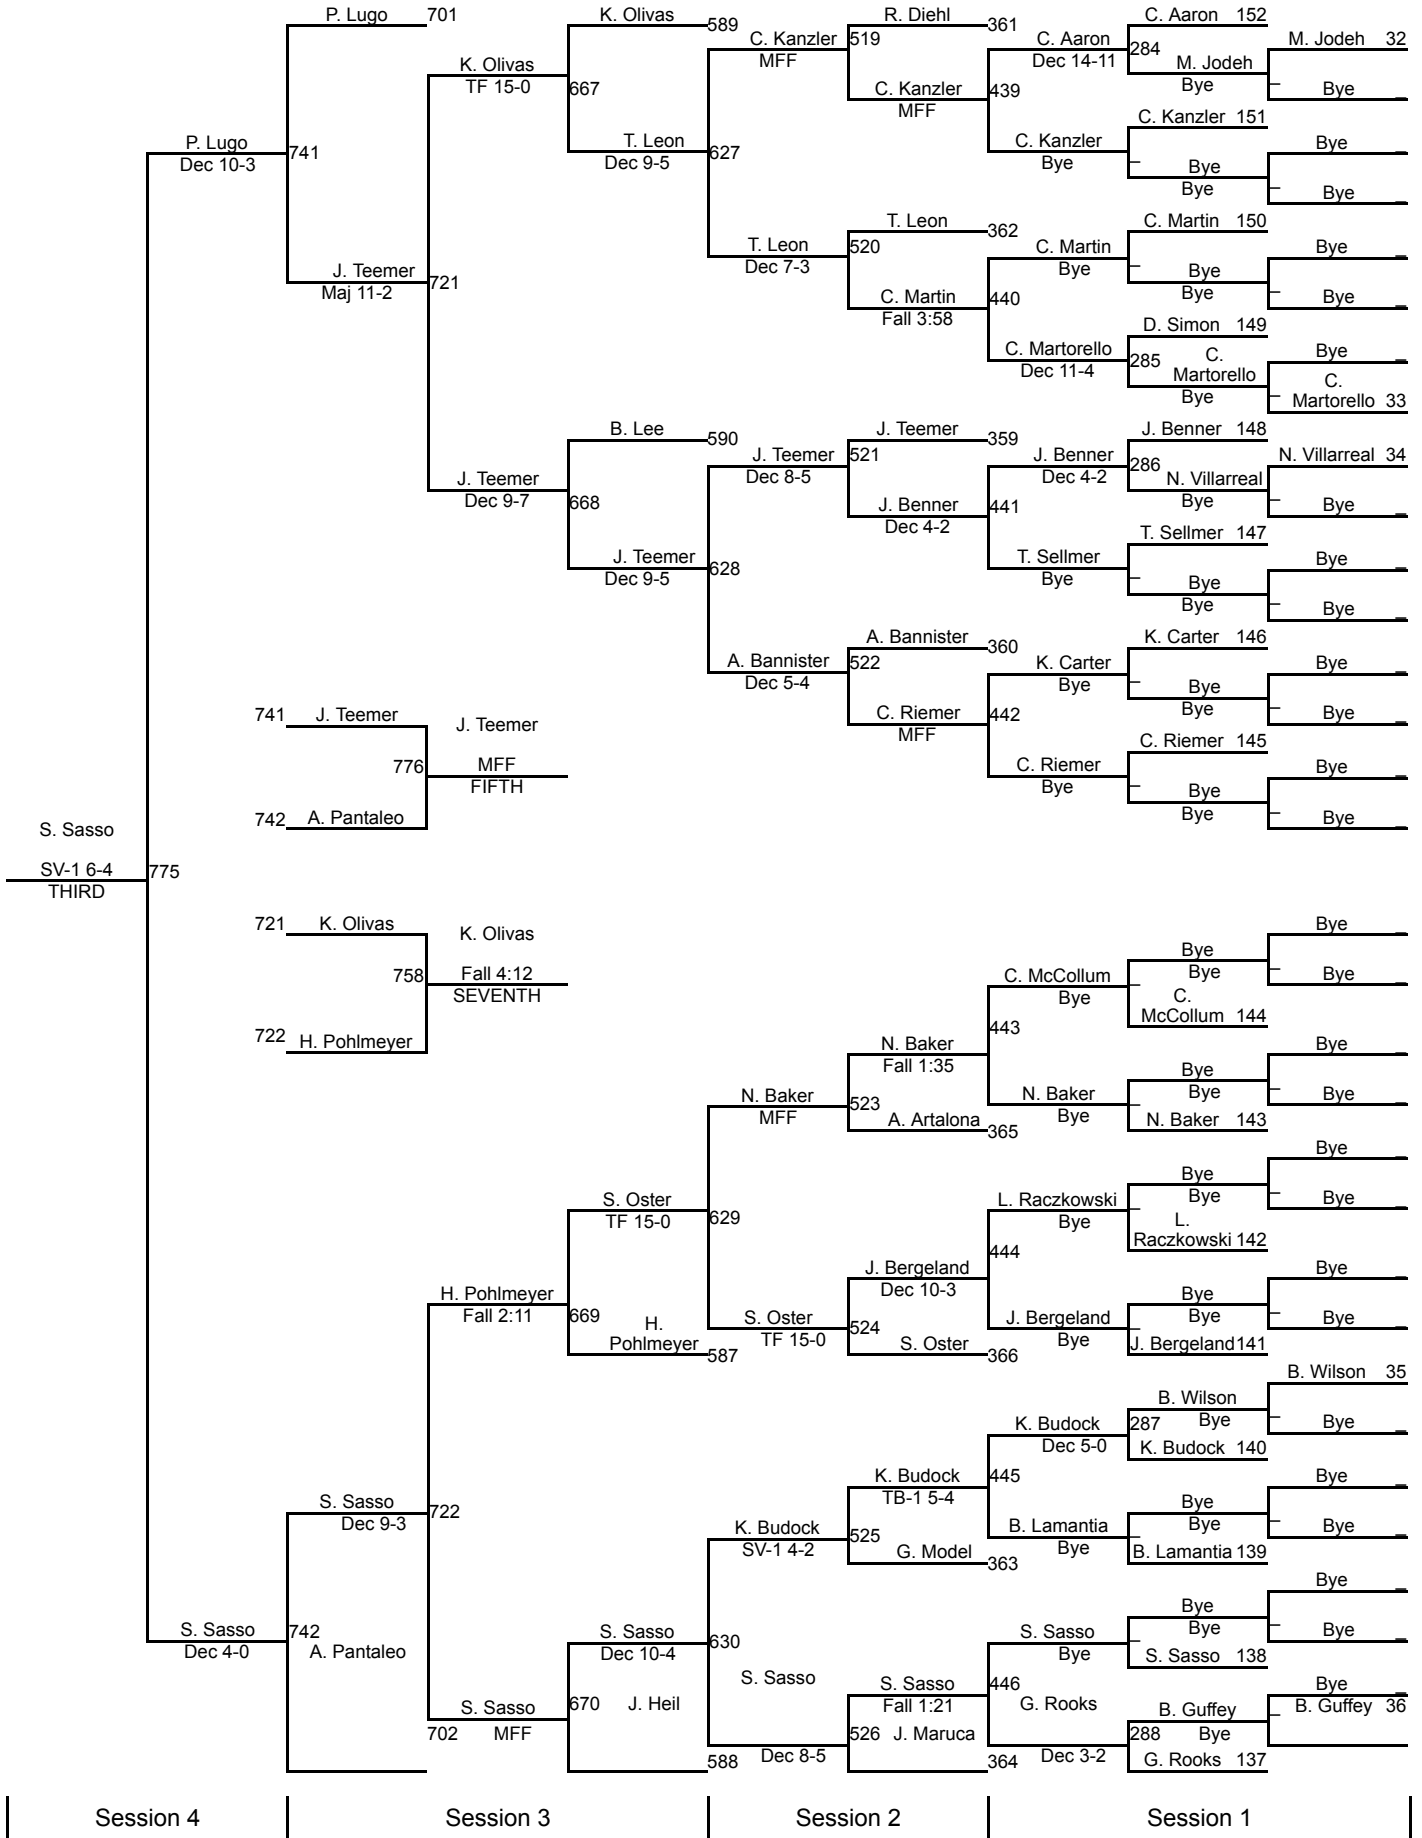 P. Lugo 701
K. Olivas 589
R. Diehl 361
C. Aaron 152
C. Kanzler 519
MFF
C. Aaron 284
Dec 14-11
M. Jodeh 32
K. Olivas
TF 15-0
667
M. Jodeh
Bye
Bye
C. Kanzler 439
MFF
C. Kanzler 151
P. Lugo 741
Dec 10-3
T. Leon 627
Dec 9-5
C. Kanzler
Bye
Bye
Bye
Bye
Bye
T. Leon 362
C. Martin 150
T. Leon 520
Dec 7-3
C. Martin
Bye
Bye
Bye
Bye
J. Teemer 721
Maj 11-2
C. Martin 440
Fall 3:58
Bye
D. Simon 149
C. Martorello 285
Dec 11-4
C.
Martorello
Bye
Bye
C.
Martorello 33
B. Lee 590
J. Teemer 359
J. Benner 148
J. Teemer 521
Dec 8-5
J. Benner 286
Dec 4-2
N. Villarreal 34
J. Teemer
Dec 9-7
668
N. Villarreal
Bye
Bye
J. Benner 441
Dec 4-2
T. Sellmer 147
J. Teemer 628
Dec 9-5
T. Sellmer
Bye
Bye
Bye
Bye
Bye
A. Bannister 360
K. Carter 146
A. Bannister 522
Dec 5-4
K. Carter
Bye
Bye
Bye
Bye
741 J. Teemer
J. Teemer
C. Riemer 442
MFF
Bye
776
MFF
FIFTH
C. Riemer 145
C. Riemer
Bye
Bye
Bye
Bye
742 A. Pantaleo
Bye
S. Sasso
SV-1 6-4
THIRD
775
721 K. Olivas
K. Olivas
Bye
758
Fall 4:12
SEVENTH
C. McCollum
Bye
Bye
Bye
Bye
C.
McCollum 144
722 H. Pohlmeyer
443
N. Baker
Fall 1:35
Bye
N. Baker 523
MFF
N. Baker
Bye
Bye
Bye
Bye
A. Artalona 365
N. Baker 143
Bye
S. Oster 629
TF 15-0
L. Raczkowski
Bye
Bye
Bye
Bye
L.
Raczkowski 142
444
J. Bergeland
Dec 10-3
Bye
H. Pohlmeyer
Fall 2:11
669
H.
Pohlmeyer 587
S. Oster 524
TF 15-0
J. Bergeland
Bye
Bye
Bye
Bye
S. Oster 366
J. Bergeland 141
B. Wilson 35
B. Wilson
Bye
K. Budock 287
Dec 5-0
Bye
K. Budock 140
K. Budock 445
TB-1 5-4
Bye
S. Sasso 722
Dec 9-3
K. Budock 525
SV-1 4-2
B. Lamantia
Bye
Bye
Bye
Bye
G. Model 363
B. Lamantia 139
Bye
S. Sasso 742
Dec 4-0
A. Pantaleo
S. Sasso 630
Dec 10-4
S. Sasso
Bye
Bye
Bye
Bye
S. Sasso 138
S. Sasso
S. Sasso 446
Fall 1:21
Bye
S. Sasso 670
702 MFF
J. Heil
G. Rooks
B. Guffey
Bye
B. Guffey 36
526 J. Maruca
288
588 Dec 8-5
364 Dec 3-2
G. Rooks 137
Session 4 Session 3 Session 2 Session 1